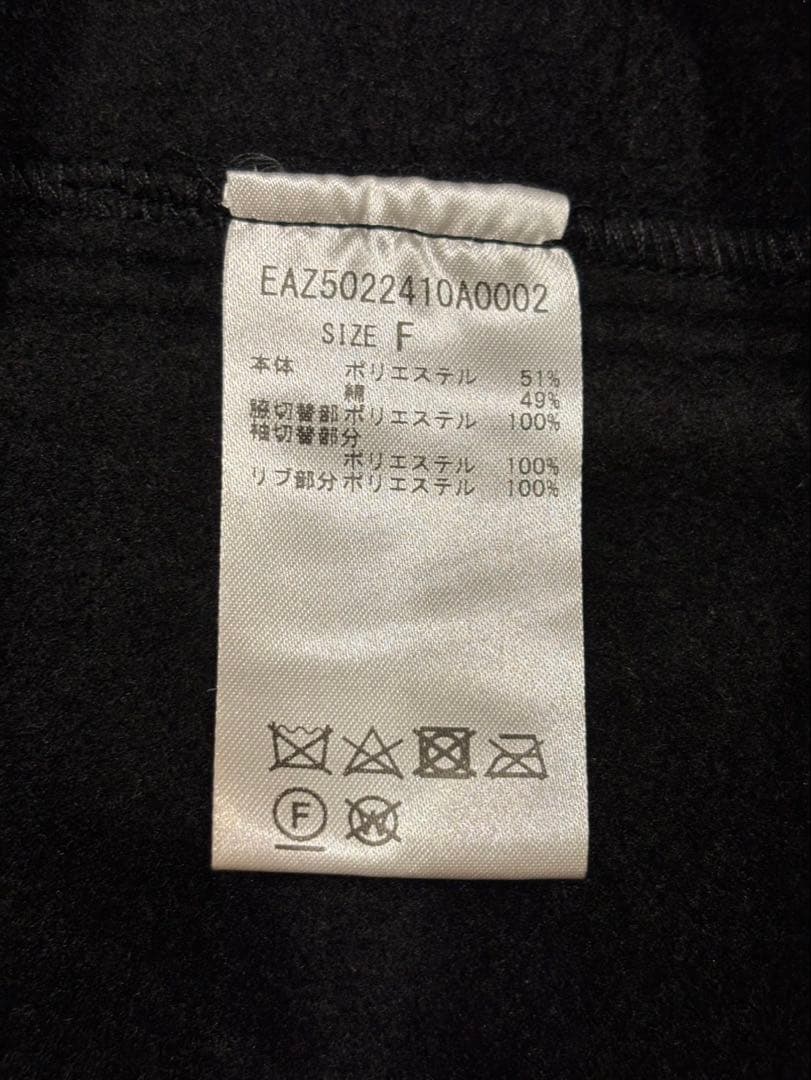 EAZ5022410A0002
SIZE F
本体 ポリエステル 51%
綿 49%
脇切替部 ポリエステル 100%
袖切替部分
ポリエステル 100%
リブ部分 ポリエステル 100%
F W